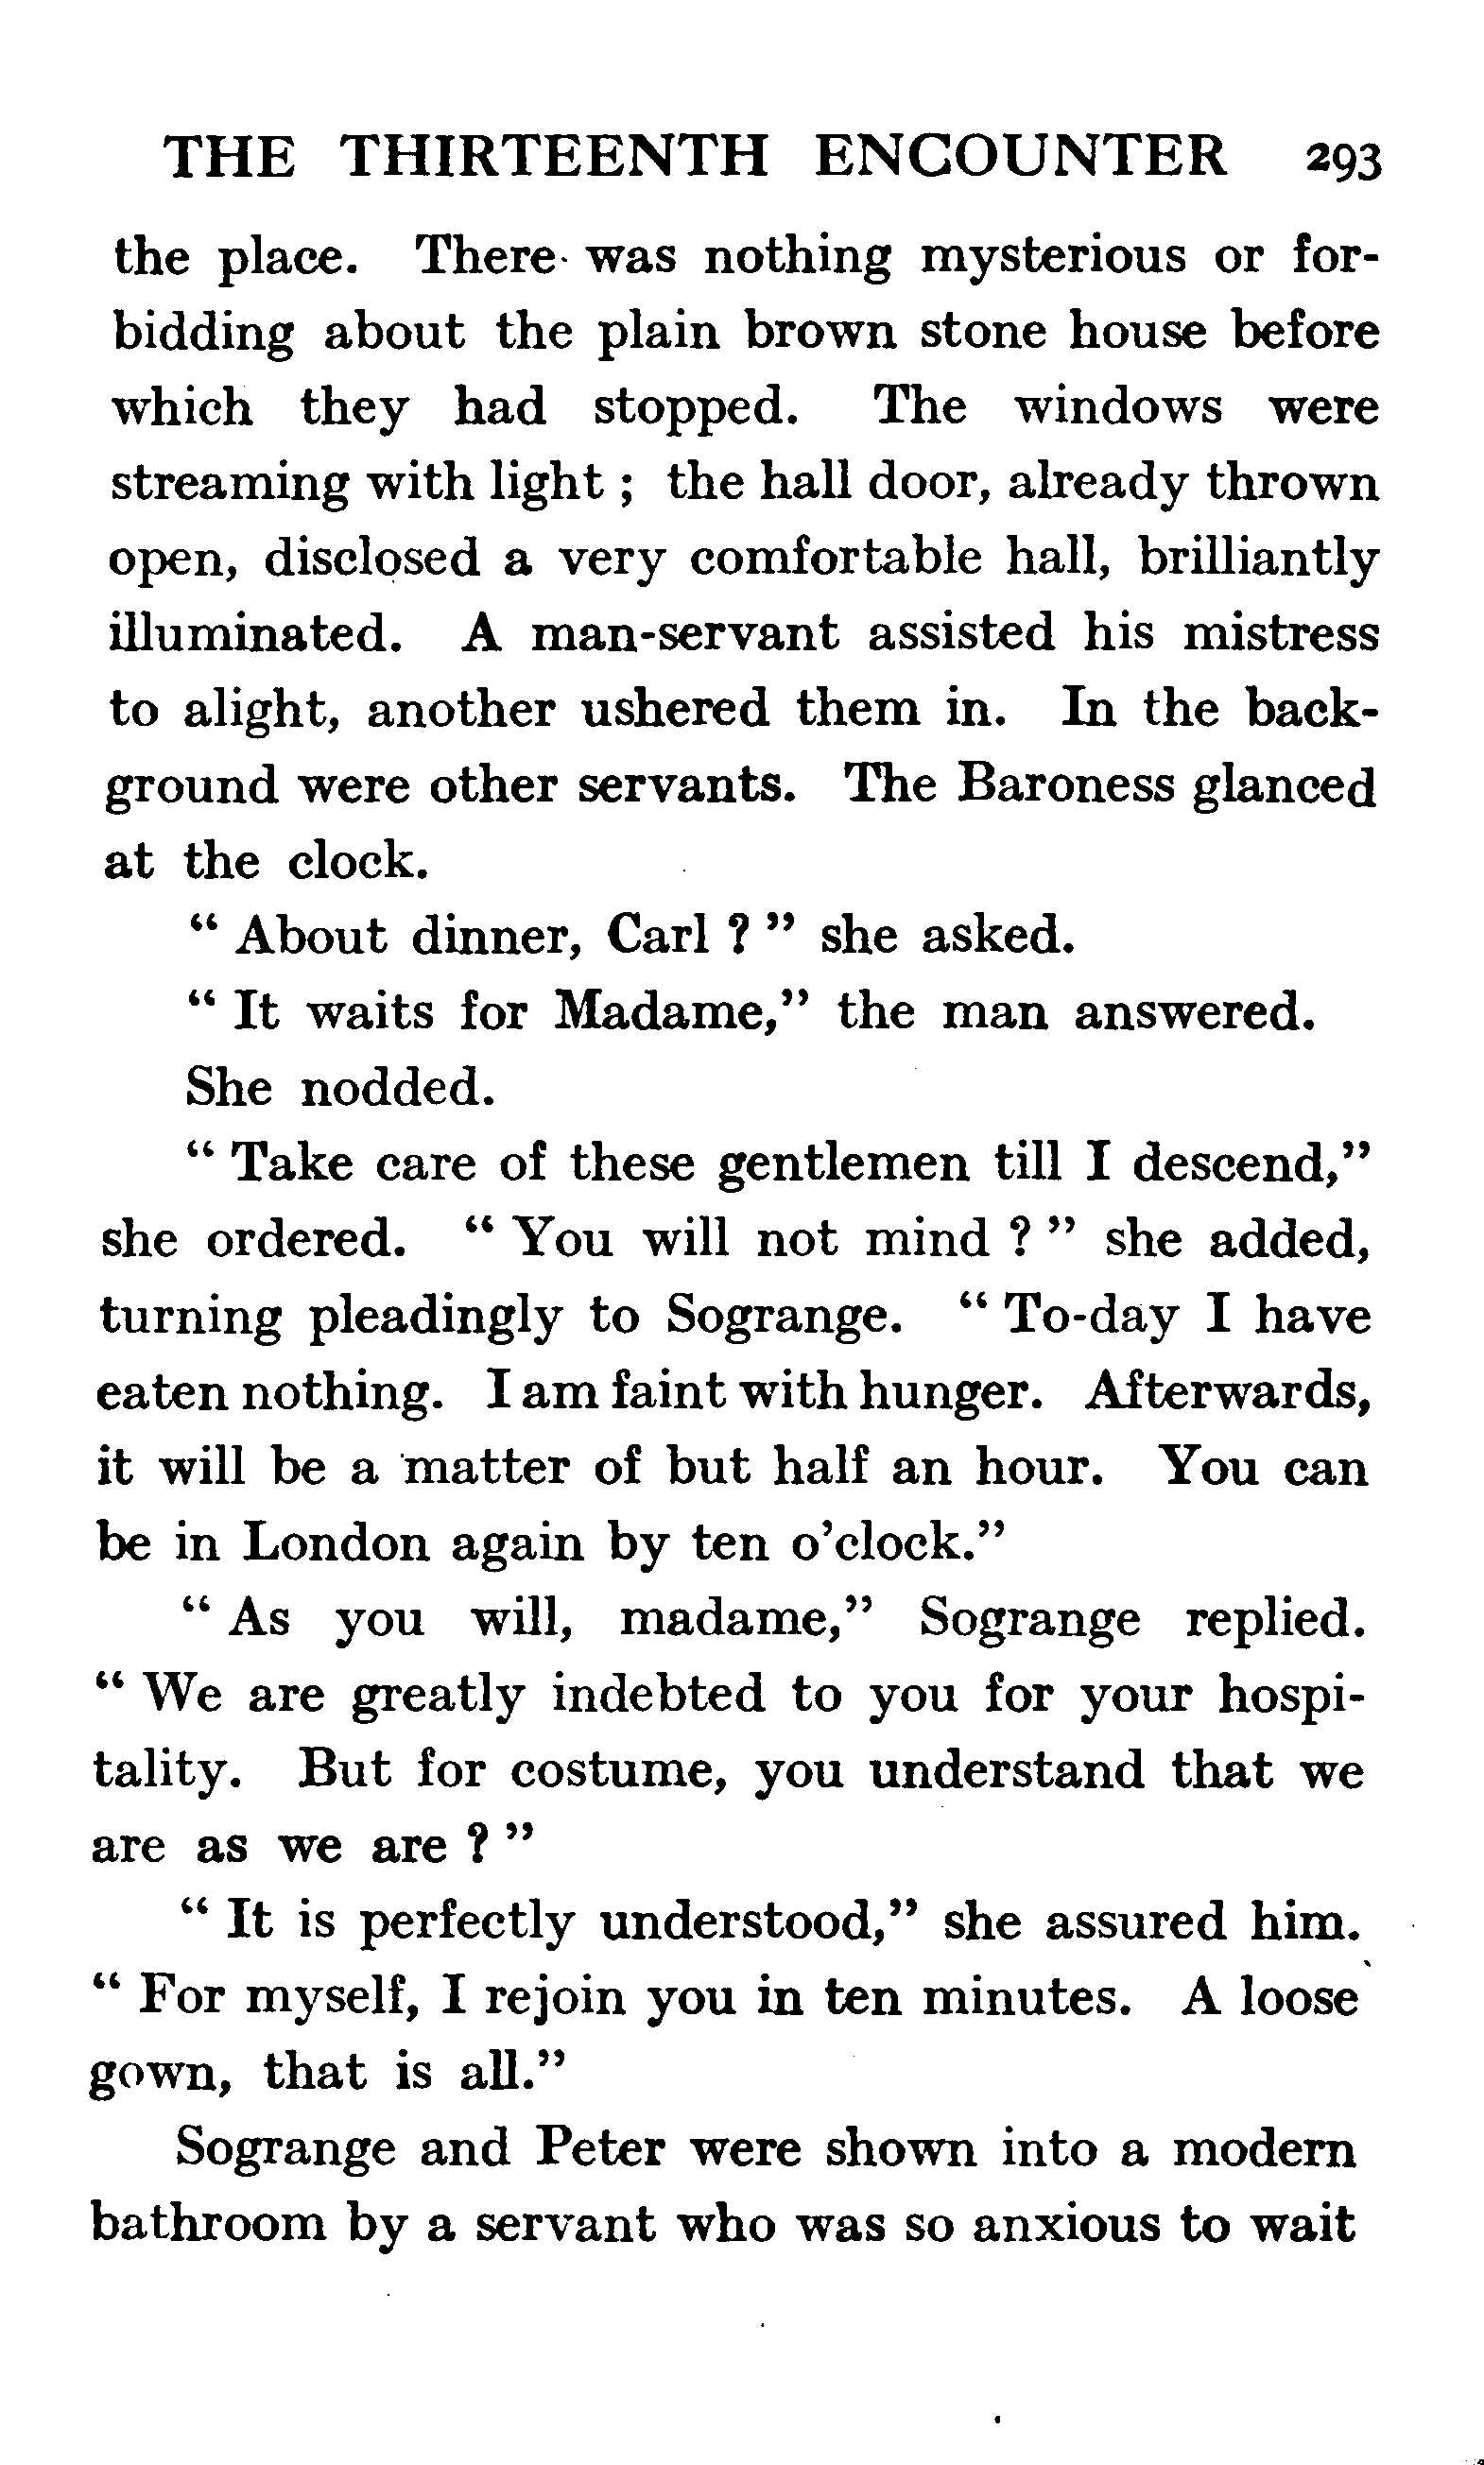 THE THIRTEENTH ENCOUNTER 293
the place. There was nothing mysterious or for-
bidding about the plain brown stone house before
which they had stopped. The windows were
streaming with light ; the hall door, already thrown
open, disclosed a very comfortable hall, brilliantly
illuminated. A man-servant assisted his mistress
to alight, another ushered them in. In the back-
ground were other servants. The Baroness glanced
at the clock.
“ About dinner, Carl ? ” she asked.
“ It waits for Madame,” the man answered.
She nodded.
“ Take care of these gentlemen till I descend,”
she ordered. “ You will not mind ? ” she added,
turning pleadingly to Sogrange. “ To-day I have
eaten nothing. I am faint with hunger. Afterwards,
it will be a matter of but half an hour. You can
be in London again by ten o’clock.”
“ As you will, madame,” Sogrange replied.
“ We are greatly indebted to you for your hospi-
tality. But for costume, you understand that we
are as we are ? ”
“ It is perfectly understood,” she assured him.
“ For myself, I rejoin you in ten minutes. A loose
gown, that is all.”
Sogrange and Peter were shown into a modern
bathroom by a servant who was so anxious to wait